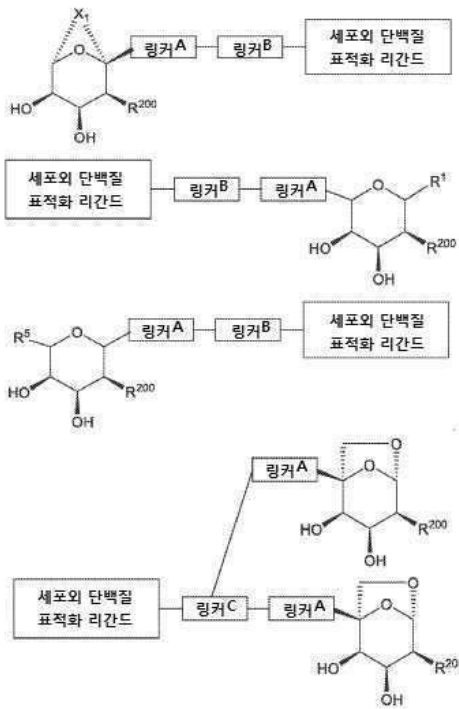 X₁
O
링커A
링커B
세포외 단백질
표적화 리간드
HO
R²⁰⁰
OH
세포외 단백질
표적화 리간드
링커B
링커A
O
R¹
HO
R²⁰⁰
OH
R⁵
O
링커A
링커B
세포외 단백질
표적화 리간드
HO
R²⁰⁰
OH
링커A
O
O
HO
R²⁰⁰
OH
세포외 단백질
표적화 리간드
링커C
링커A
O
O
HO
R²⁰
OH